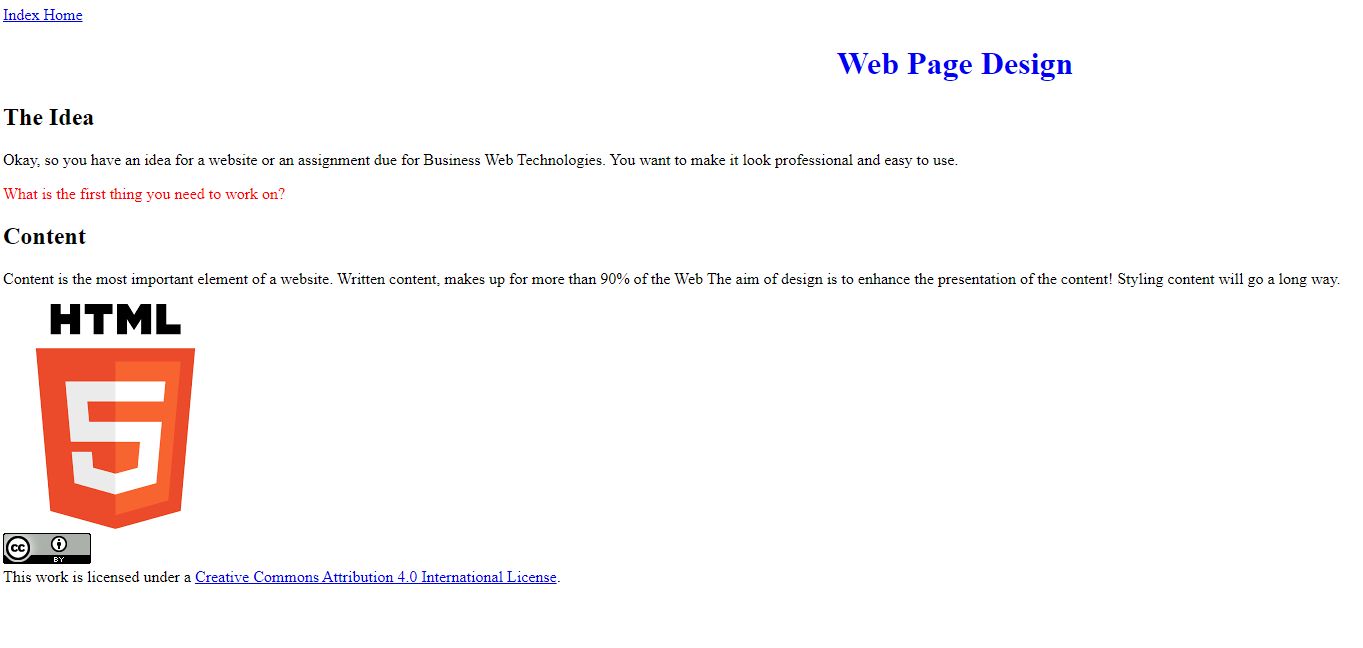 Index Home
Web Page Design
The Idea
Okay, so you have an idea for a website or an assignment due for Business Web Technologies. You want to make it look professional and easy to use.
What is the first thing you need to work on?
Content
Content is the most important element of a website. Written content, makes up for more than 90% of the Web The aim of design is to enhance the presentation of the content! Styling content will go a long way.
HTML
5
cc
BY
This work is licensed under a Creative Commons Attribution 4.0 International License.